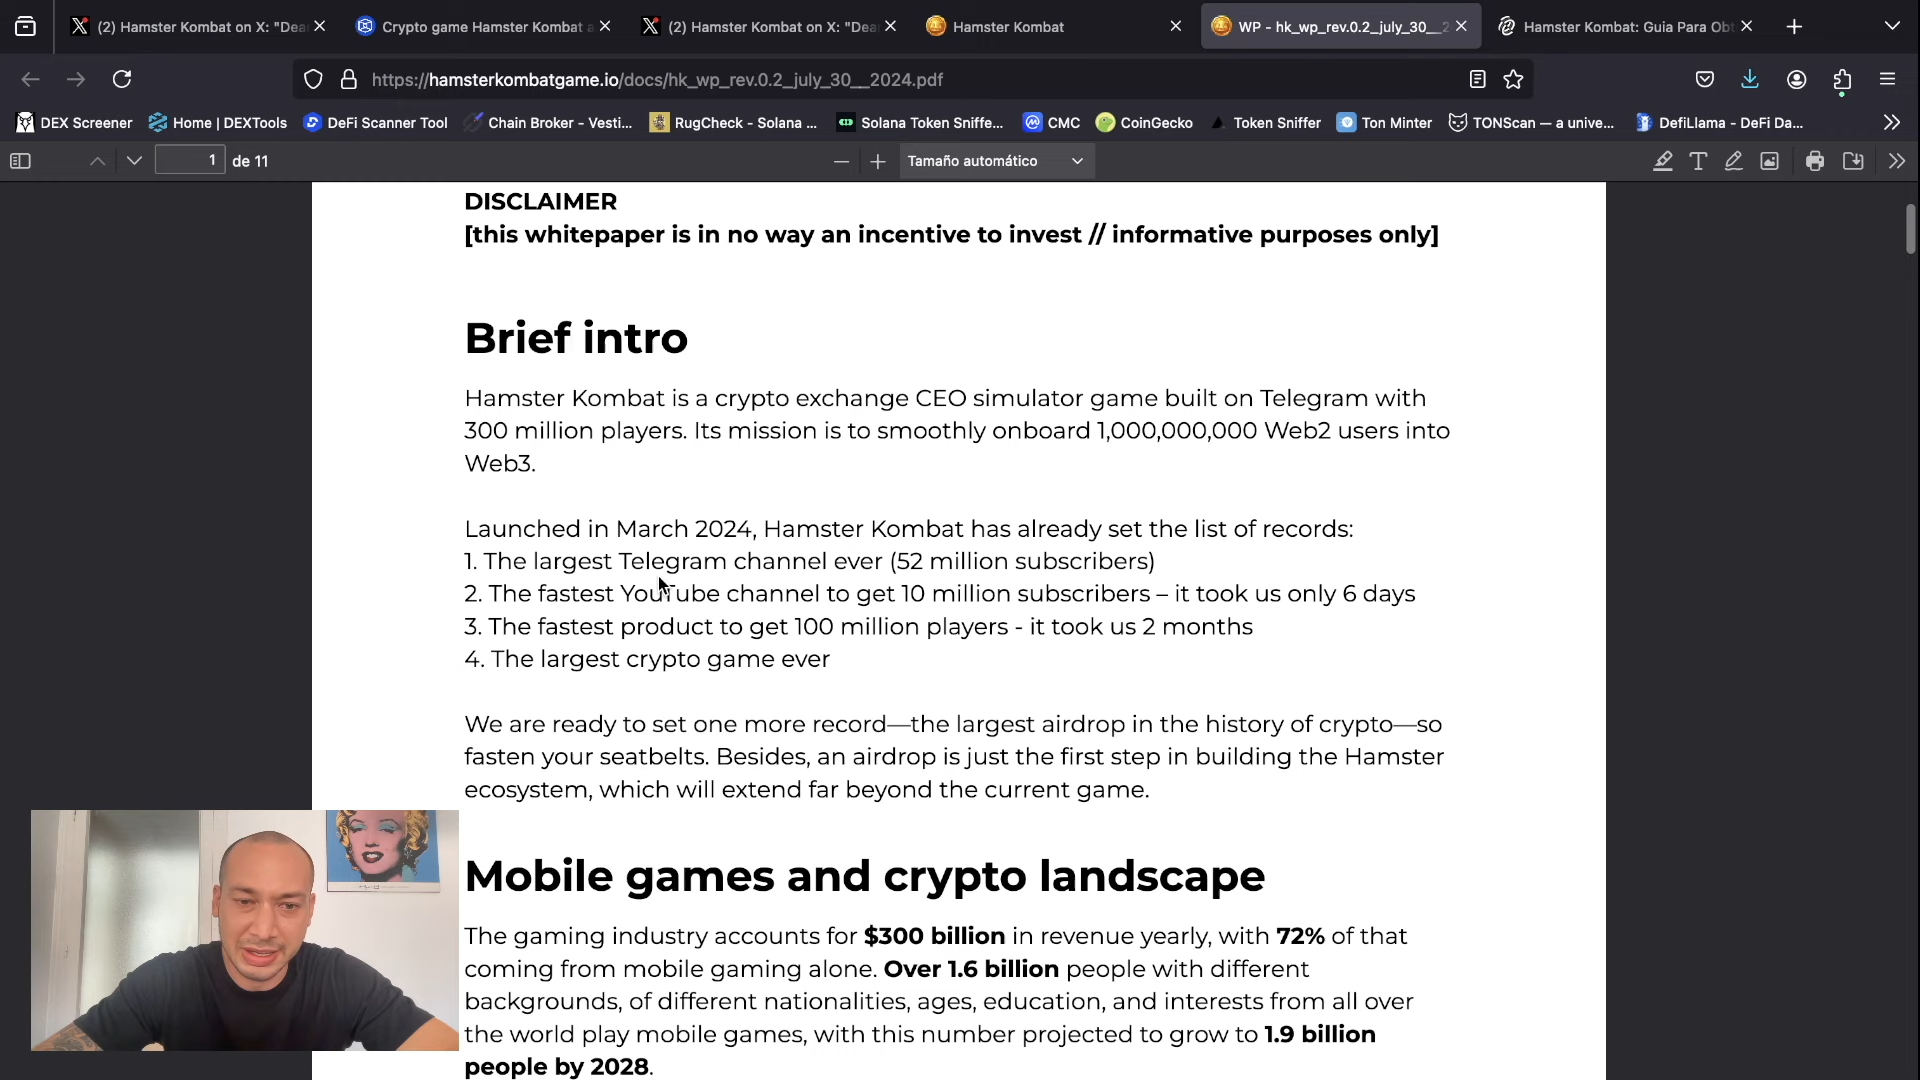 (2) Hamster Kombat on X: "Dea
Crypto game Hamster Kombat a
(2) Hamster Kombat on X: "Dea
Hamster Kombat
WP - hk_wp_rev.0.2_july_30__2
Hamster Kombat: Guia Para Obt
https://hamsterkombatgame.io/docs/hk_wp_rev.0.2_july_30__2024.pdf
DEX Screener
Home | DEXTools
DeFi Scanner Tool
Chain Broker - Vesti...
RugCheck - Solana ...
Solana Token Sniffe...
CMC
CoinGecko
Token Sniffer
Ton Minter
TONScan — a unive...
DefiLlama - DeFi Da...
1 de 11
Tamaño automático
DISCLAIMER
[this whitepaper is in no way an incentive to invest // informative purposes only]
Brief intro
Hamster Kombat is a crypto exchange CEO simulator game built on Telegram with
300 million players. Its mission is to smoothly onboard 1,000,000,000 Web2 users into
Web3.
Launched in March 2024, Hamster Kombat has already set the list of records:
1. The largest Telegram channel ever (52 million subscribers)
2. The fastest YouTube channel to get 10 million subscribers – it took us only 6 days
3. The fastest product to get 100 million players - it took us 2 months
4. The largest crypto game ever
We are ready to set one more record—the largest airdrop in the history of crypto—so
fasten your seatbelts. Besides, an airdrop is just the first step in building the Hamster
ecosystem, which will extend far beyond the current game.
Mobile games and crypto landscape
The gaming industry accounts for $300 billion in revenue yearly, with 72% of that
coming from mobile gaming alone. Over 1.6 billion people with different
backgrounds, of different nationalities, ages, education, and interests from all over
the world play mobile games, with this number projected to grow to 1.9 billion
people by 2028.